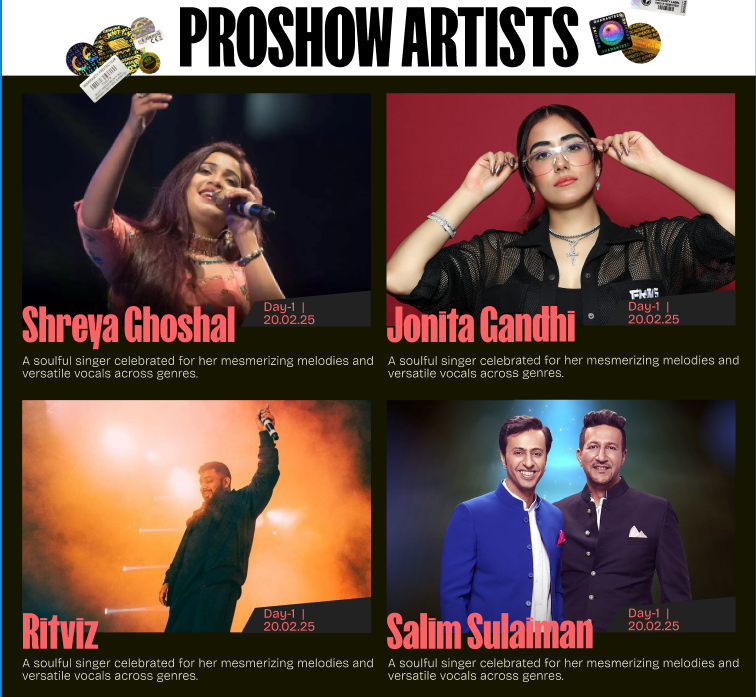 PROSHOW ARTISTS
Shreya Ghoshal
Day-1 |
20.02.25
A soulful singer celebrated for her mesmerizing melodies and
versatile vocals across genres.
Jonita Gandhi
Day-1 |
20.02.25
A soulful singer celebrated for her mesmerizing melodies and
versatile vocals across genres.
Ritviz
Day-1 |
20.02.25
A soulful singer celebrated for her mesmerizing melodies and
versatile vocals across genres.
Salim Sulaiman
Day-1 |
20.02.25
A soulful singer celebrated for her mesmerizing melodies and
versatile vocals across genres.